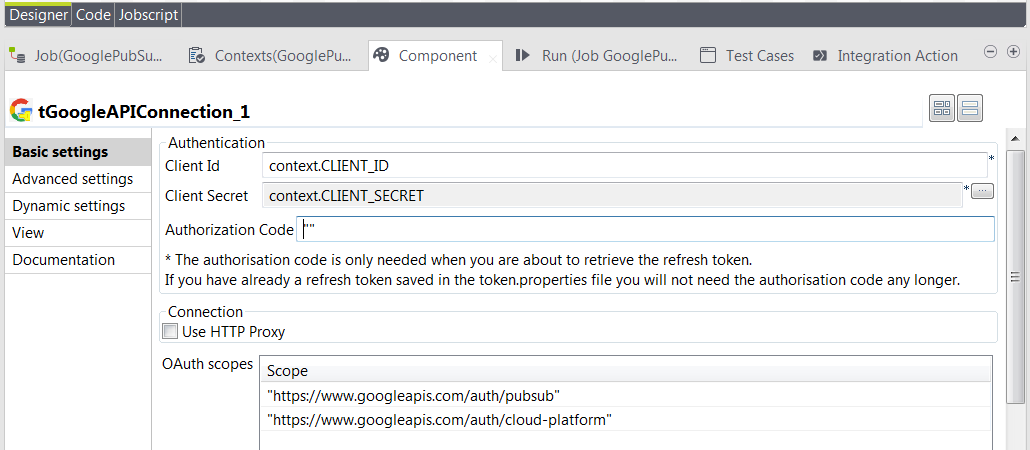 Designer Code Jobscript
Job(GooglePubSu... Contexts(GooglePu... Component Run (Job GooglePu... Test Cases Integration Action
tGoogleAPIConnection_1
Basic settings
Advanced settings
Dynamic settings
View
Documentation
Authentication
Client Id context.CLIENT_ID *
Client Secret context.CLIENT_SECRET * ...
Authorization Code ""
* The authorisation code is only needed when you are about to retrieve the refresh token.
If you have already a refresh token saved in the token.properties file you will not need the authorisation code any longer.
Connection
Use HTTP Proxy
OAuth scopes
Scope
"https://www.googleapis.com/auth/pubsub"
"https://www.googleapis.com/auth/cloud-platform"